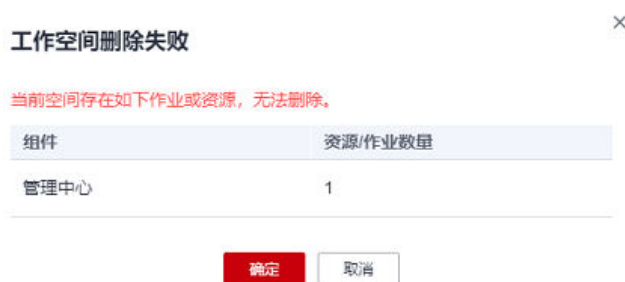 工作空间删除失败
当前空间存在如下作业或资源，无法删除。
组件 资源/作业数量
管理中心 1
确定 取消